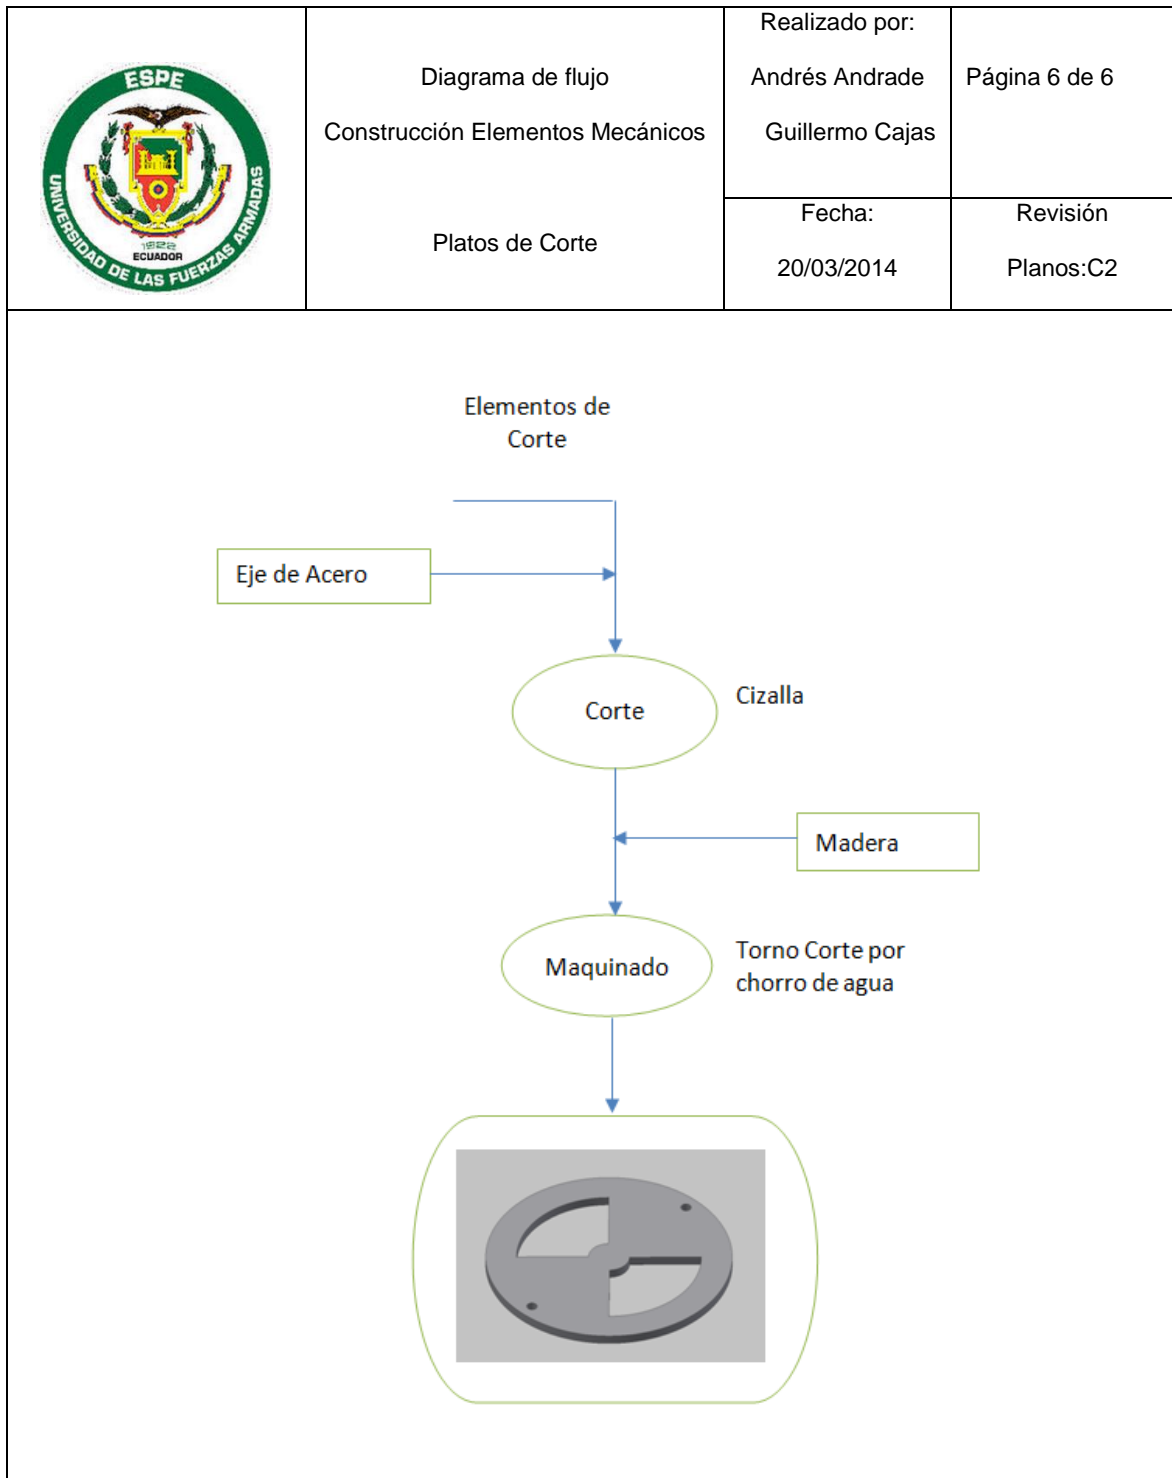 ESPE
UNIVERSIDAD DE LAS FUERZAS ARMADAS
1922
ECUADOR
Diagrama de flujo
Construcción Elementos Mecánicos
Platos de Corte
Realizado por:
Andrés Andrade
Guillermo Cajas
Página 6 de 6
Fecha:
20/03/2014
Revisión
Planos:C2
Elementos de
Corte
Eje de Acero
Corte
Cizalla
Madera
Maquinado
Torno Corte por
chorro de agua